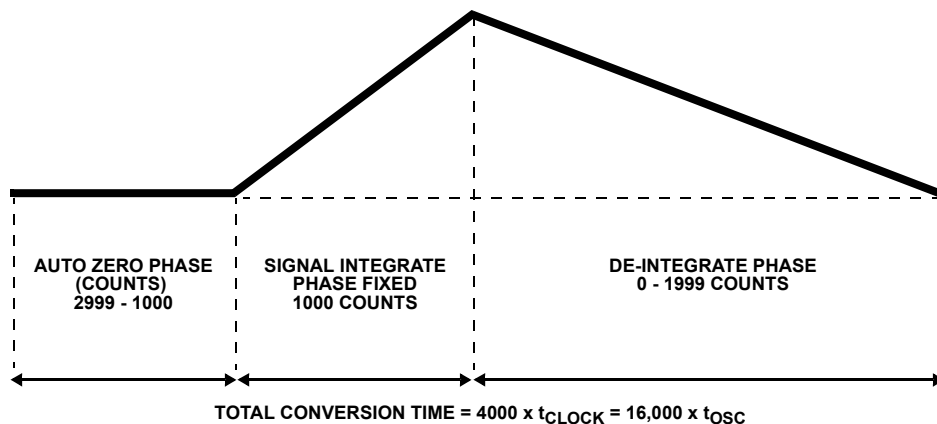 AUTO ZERO PHASE
(COUNTS)
2999 - 1000
SIGNAL INTEGRATE
PHASE FIXED
1000 COUNTS
DE-INTEGRATE PHASE
0 - 1999 COUNTS
TOTAL CONVERSION TIME = 4000 x tCLOCK = 16,000 x tOSC